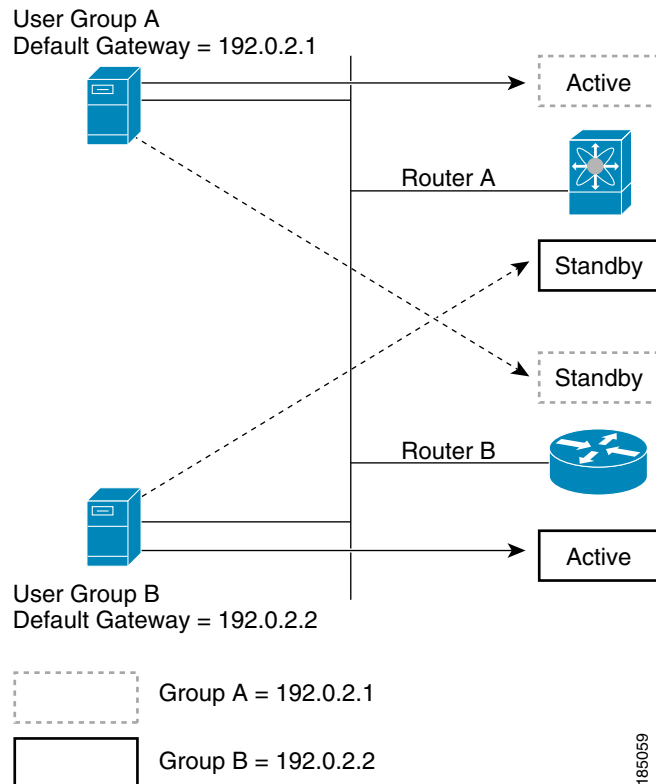 User Group A
Default Gateway = 192.0.2.1
Active
Router A
Standby
Standby
Router B
Active
User Group B
Default Gateway = 192.0.2.2
Group A = 192.0.2.1
Group B = 192.0.2.2
185059